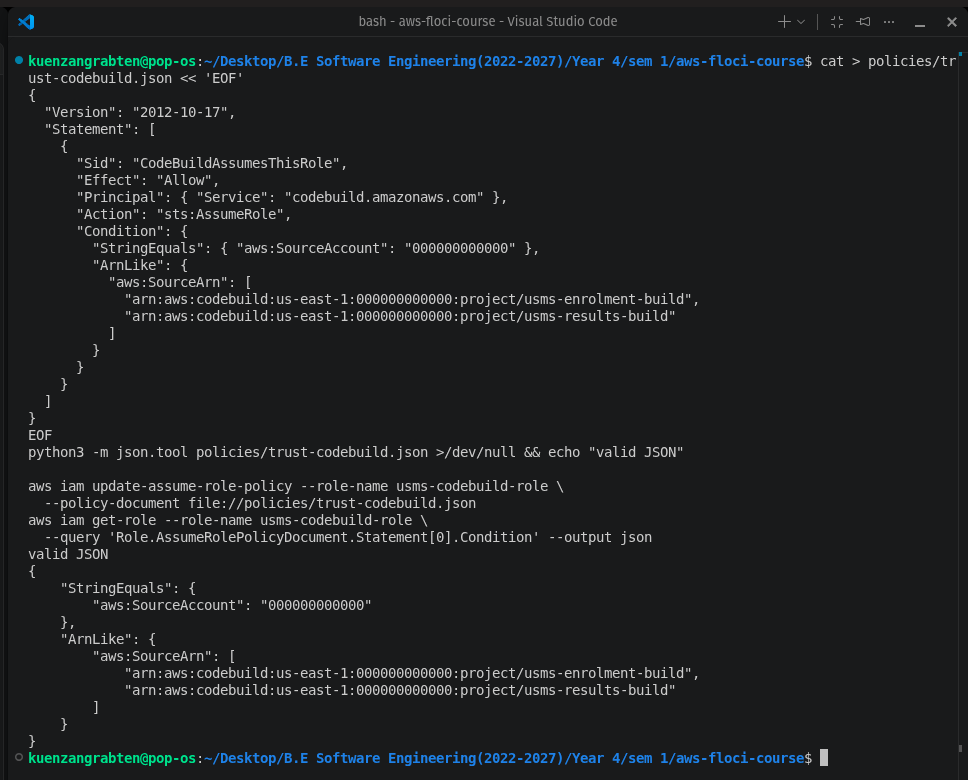 bash - aws-floci-course - Visual Studio Code
kuenzangrabten@pop-os:~/Desktop/B.E Software Engineering(2022-2027)/Year 4/sem 1/aws-floci-course$ cat > policies/tr
ust-codebuild.json << 'EOF'
{
  "Version": "2012-10-17",
  "Statement": [
    {
      "Sid": "CodeBuildAssumesThisRole",
      "Effect": "Allow",
      "Principal": { "Service": "codebuild.amazonaws.com" },
      "Action": "sts:AssumeRole",
      "Condition": {
        "StringEquals": { "aws:SourceAccount": "000000000000" },
        "ArnLike": {
          "aws:SourceArn": [
            "arn:aws:codebuild:us-east-1:000000000000:project/usms-enrolment-build",
            "arn:aws:codebuild:us-east-1:000000000000:project/usms-results-build"
          ]
        }
      }
    }
  ]
}
EOF
python3 -m json.tool policies/trust-codebuild.json >/dev/null && echo "valid JSON"

aws iam update-assume-role-policy --role-name usms-codebuild-role \
  --policy-document file://policies/trust-codebuild.json
aws iam get-role --role-name usms-codebuild-role \
  --query 'Role.AssumeRolePolicyDocument.Statement[0].Condition' --output json
valid JSON
{
    "StringEquals": {
        "aws:SourceAccount": "000000000000"
    },
    "ArnLike": {
        "aws:SourceArn": [
            "arn:aws:codebuild:us-east-1:000000000000:project/usms-enrolment-build",
            "arn:aws:codebuild:us-east-1:000000000000:project/usms-results-build"
        ]
    }
}
kuenzangrabten@pop-os:~/Desktop/B.E Software Engineering(2022-2027)/Year 4/sem 1/aws-floci-course$